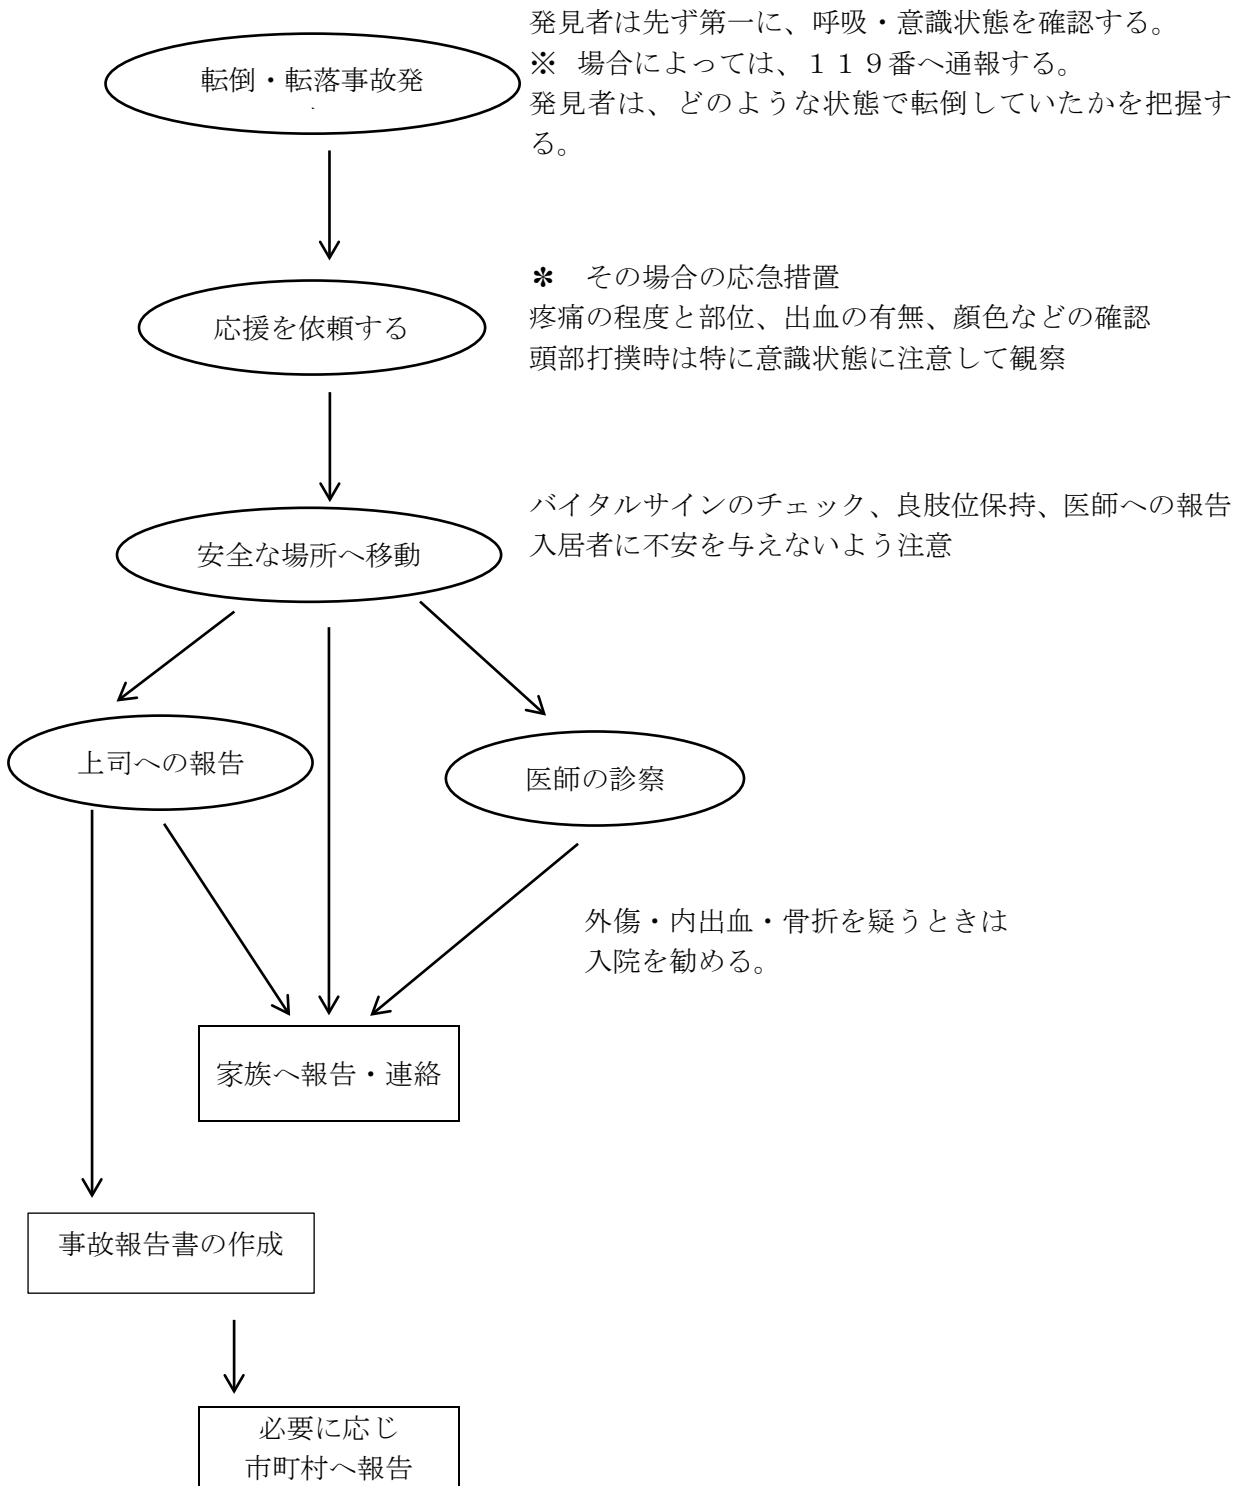 発見者は先ず第一に、呼吸・意識状態を確認する。
※ 場合によっては、１１９番へ通報する。
発見者は、どのような状態で転倒していたかを把握す
る。
転倒・転落事故発
✽ その場合の応急措置
疼痛の程度と部位、出血の有無、顔色などの確認
頭部打撲時は特に意識状態に注意して観察
応援を依頼する
バイタルサインのチェック、良肢位保持、医師への報告
入居者に不安を与えないよう注意
安全な場所へ移動
上司への報告
医師の診察
外傷・内出血・骨折を疑うときは
入院を勧める。
家族へ報告・連絡
事故報告書の作成
必要に応じ
市町村へ報告